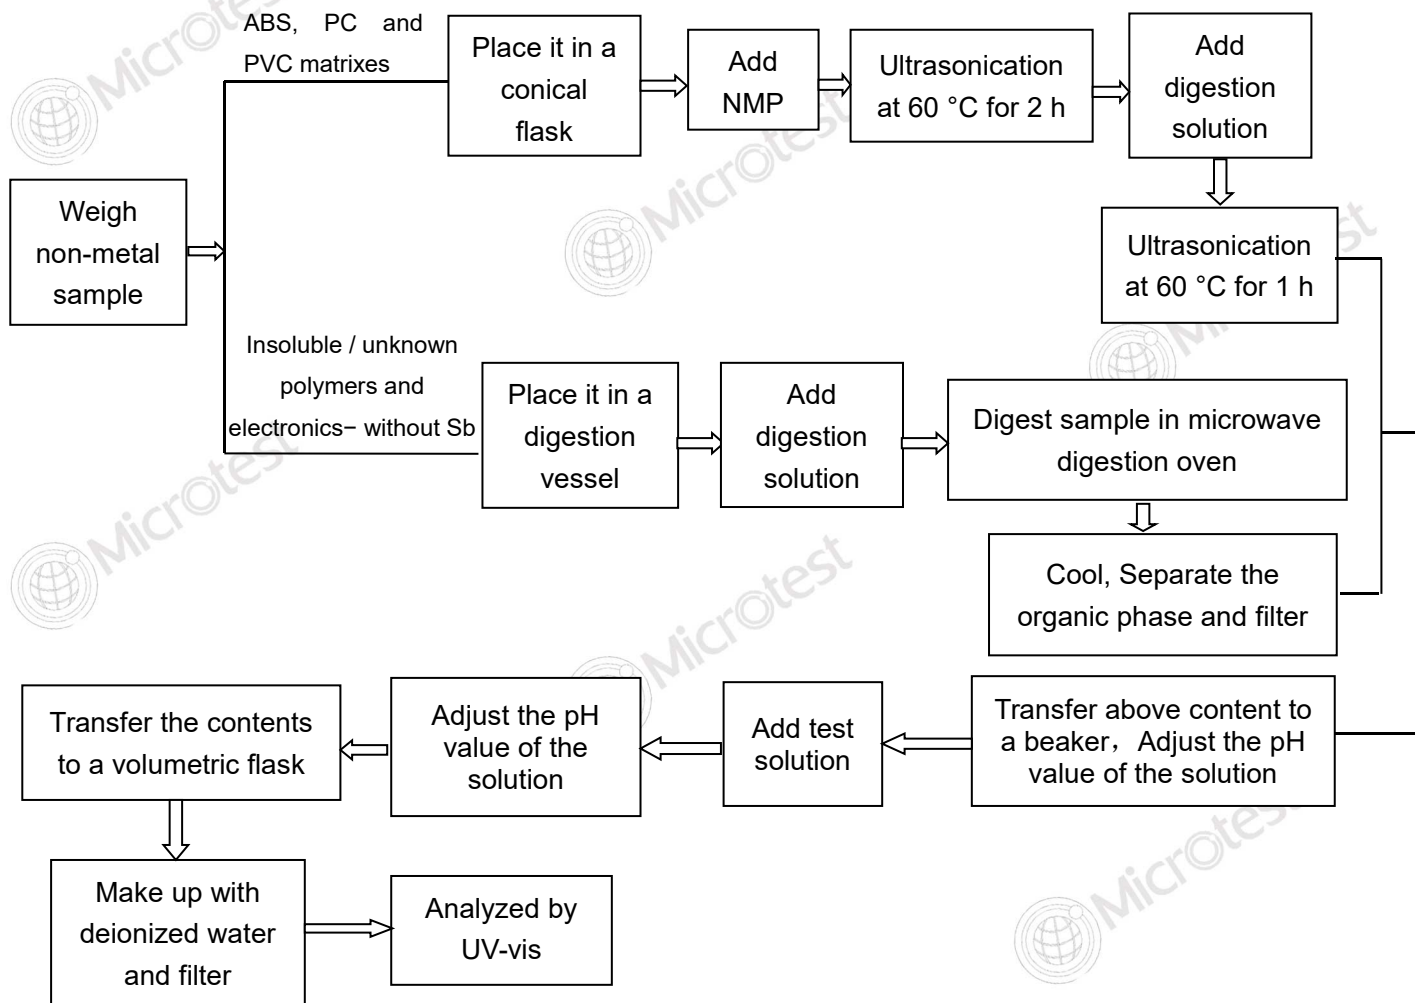 ABS, PC and
PVC matrixes
Place it in a
conical
flask
Add
NMP
Ultrasonication
at 60 °C for 2 h
Add
digestion
solution
Weigh
non-metal
sample
Ultrasonication
at 60 °C for 1 h
Insoluble / unknown
polymers and
electronics− without Sb
Place it in a
digestion
vessel
Add
digestion
solution
Digest sample in microwave
digestion oven
Cool, Separate the
organic phase and filter
Transfer above content to
a beaker，Adjust the pH
value of the solution
Add test
solution
Adjust the pH
value of the
solution
Transfer the contents
to a volumetric flask
Make up with
deionized water
and filter
Analyzed by
UV-vis
Microtest
Microtest
Microtest
Microtest
Microtest
Microtest